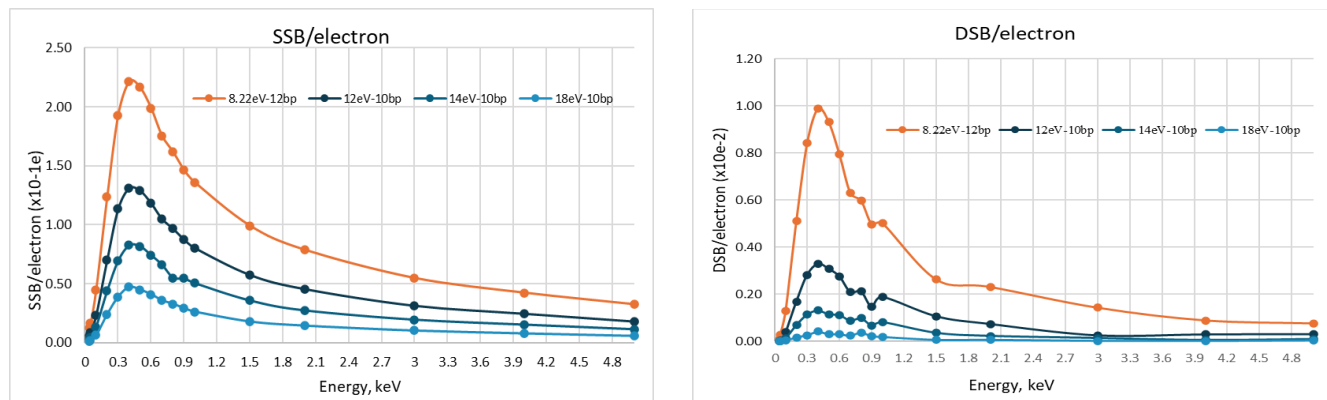 SSB/electron
2.50
2.00
1.50
1.00
0.50
0.00
SSB/electron (x10-1e)
8.22eV-12bp 12eV-10bp 14eV-10bp 18eV-10bp
0 0.3 0.6 0.9 1.2 1.5 1.8 2.1 2.4 2.7 3 3.3 3.6 3.9 4.2 4.5 4.8
Energy, keV
DSB/electron
1.20
1.00
0.80
0.60
0.40
0.20
0.00
DSB/electron (x10e-2)
8.22eV-12bp 12eV-10bp 14eV-10bp 18eV-10bp
0 0.3 0.6 0.9 1.2 1.5 1.8 2.1 2.4 2.7 3 3.3 3.6 3.9 4.2 4.5 4.8
Energy, keV